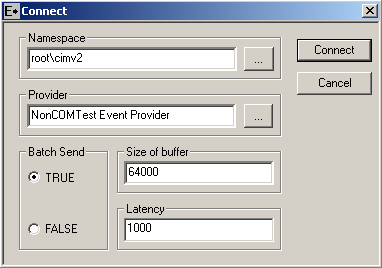 E Connect
Namespace
root\cimv2
...
Connect
Cancel
Provider
NonCOMTest Event Provider
...
Batch Send
TRUE
FALSE
Size of buffer
64000
Latency
1000